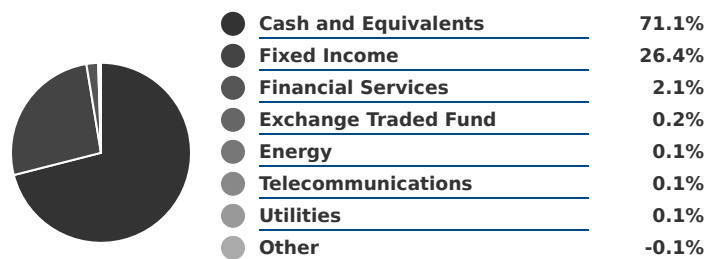 Cash and Equivalents 71.1%
Fixed Income 26.4%
Financial Services 2.1%
Exchange Traded Fund 0.2%
Energy 0.1%
Telecommunications 0.1%
Utilities 0.1%
Other -0.1%